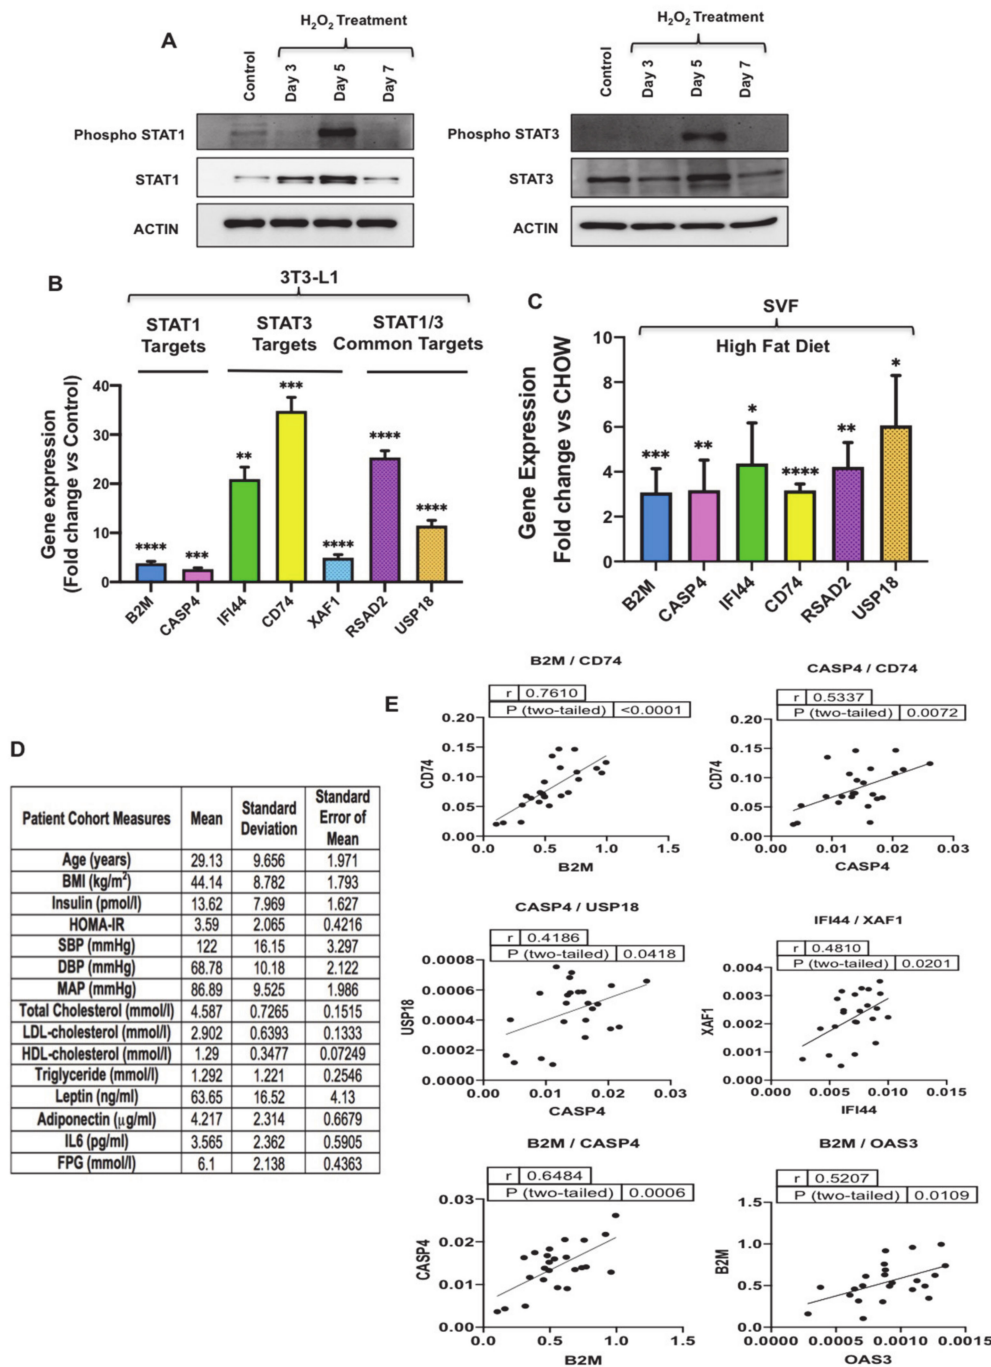 A
H₂O₂ Treatment
Control
Day 3
Day 5
Day 7
Phospho STAT1
STAT1
ACTIN
H₂O₂ Treatment
Control
Day 3
Day 5
Day 7
Phospho STAT3
STAT3
ACTIN
B
3T3-L1
STAT1
Targets
STAT3
Targets
STAT1/3
Common Targets
Gene expression
(Fold change vs Control)
40
30
20
10
0
****
***
**
***
****
****
****
B2M
CASP4
IFI44
CD74
XAF1
RSAD2
USP18
C
SVF
High Fat Diet
Gene Expression
Fold change vs CHOW
10
8
6
4
2
0
***
**
*
****
**
*
B2M
CASP4
IFI44
CD74
RSAD2
USP18
D
Patient Cohort Measures Mean Standard Deviation Standard Error of Mean
Age (years) 29.13 9.656 1.971
BMI (kg/m²) 44.14 8.782 1.793
Insulin (pmol/l) 13.62 7.969 1.627
HOMA-IR 3.59 2.065 0.4216
SBP (mmHg) 122 16.15 3.297
DBP (mmHg) 68.78 10.18 2.122
MAP (mmHg) 86.89 9.525 1.986
Total Cholesterol (mmol/l) 4.587 0.7265 0.1515
LDL-cholesterol (mmol/l) 2.902 0.6393 0.1333
HDL-cholesterol (mmol/l) 1.29 0.3477 0.07249
Triglyceride (mmol/l) 1.292 1.221 0.2546
Leptin (ng/ml) 63.65 16.52 4.13
Adiponectin (μg/ml) 4.217 2.314 0.6679
IL6 (pg/ml) 3.565 2.362 0.5905
FPG (mmol/l) 6.1 2.138 0.4363
E
B2M / CD74
r 0.7610
P (two-tailed) <0.0001
CD74
0.20
0.15
0.10
0.05
0.00
0.0 0.5 1.0 1.5
B2M
CASP4 / CD74
r 0.5337
P (two-tailed) 0.0072
CD74
0.20
0.15
0.10
0.05
0.00
0.00 0.01 0.02 0.03
CASP4
CASP4 / USP18
r 0.4186
P (two-tailed) 0.0418
USP18
0.0008
0.0006
0.0004
0.0002
0.0000
0.00 0.01 0.02 0.03
CASP4
IFI44 / XAF1
r 0.4810
P (two-tailed) 0.0201
XAF1
0.004
0.003
0.002
0.001
0.000
0.000 0.005 0.010 0.015
IFI44
B2M / CASP4
r 0.6484
P (two-tailed) 0.0006
CASP4
0.03
0.02
0.01
0.00
0.0 0.5 1.0 1.5
B2M
B2M / OAS3
r 0.5207
P (two-tailed) 0.0109
B2M
1.5
1.0
0.5
0.0
0.0000 0.0005 0.0010 0.0015
OAS3